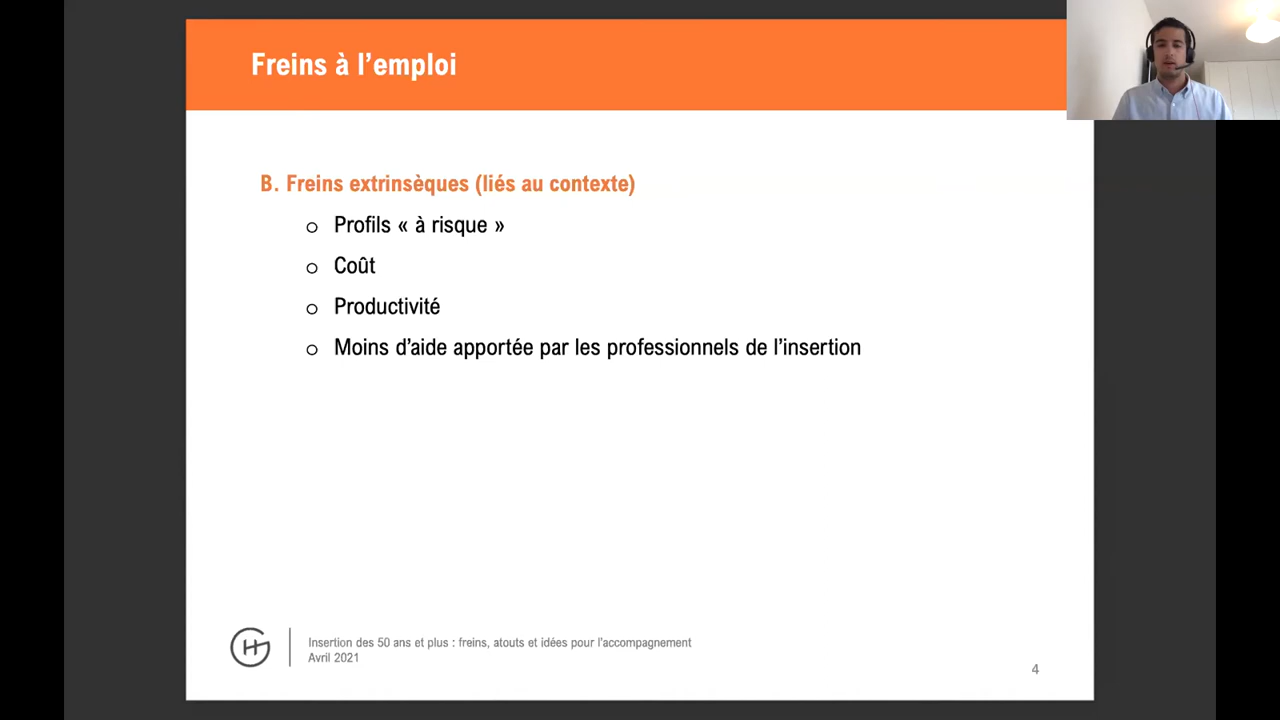 Freins à l’emploi
B. Freins extrinsèques (liés au contexte)
o Profils « à risque »
o Coût
o Productivité
o Moins d’aide apportée par les professionnels de l’insertion
Insertion des 50 ans et plus : freins, atouts et idées pour l’accompagnement
Avril 2021
4